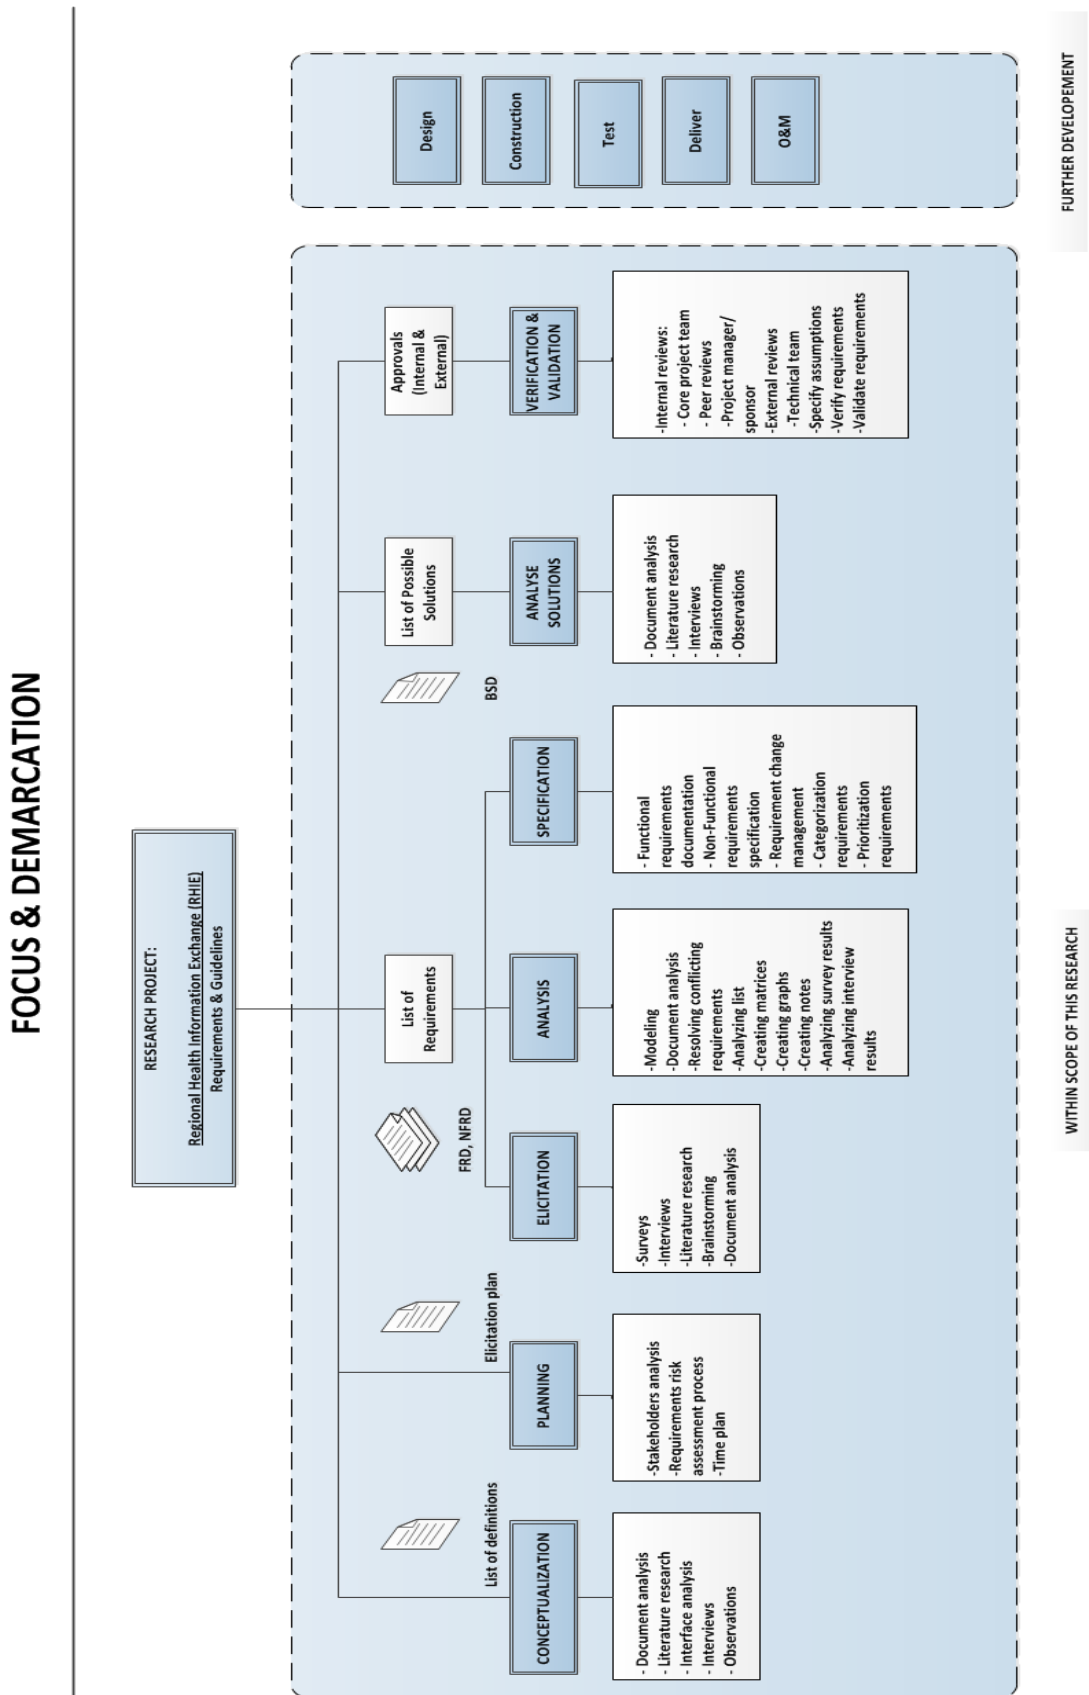 FOCUS & DEMARCATION
RESEARCH PROJECT:
Regional Health Information Exchange (RHIE)
Requirements & Guidelines
List of definitions
CONCEPTUALIZATION
- Document analysis
- Literature research
- Interface analysis
- Interviews
- Observations
Elicitation plan
PLANNING
-Stakeholders analysis
-Requirements risk
assessment process
-Time plan
FRD, NFRD
List of
Requirements
ELICITATION
-Surveys
-Interviews
-Literature research
-Brainstorming
-Document analysis
ANALYSIS
-Modeling
-Document analysis
-Resolving conflicting
requirements
-Analyzing list
-Creating matrices
-Creating graphs
-Creating notes
-Analyzing survey results
-Analyzing interview
results
SPECIFICATION
- Functional
requirements
documentation
- Non-Functional
requirements
specification
- Requirement change
management
- Categorization
requirements
- Prioritization
requirements
BSD
List of Possible
Solutions
ANALYSE
SOLUTIONS
- Document analysis
- Literature research
- Interviews
- Brainstorming
- Observations
Approvals
(Internal &
External)
VERIFICATION &
VALIDATION
-Internal reviews:
- Core project team
- Peer reviews
-Project manager/
sponsor
-External reviews
-Technical team
-Specify assumptions
-Verify requirements
-Validate requirements
Design
Construction
Test
Deliver
O&M
WITHIN SCOPE OF THIS RESEARCH
FURTHER DEVELOPEMENT